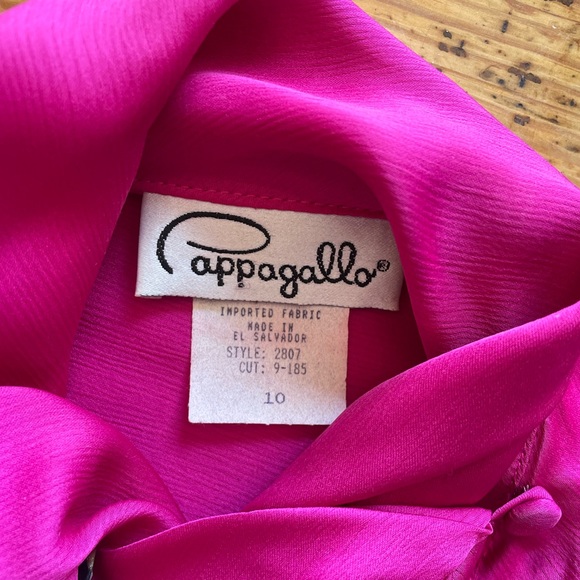 Pappagallo®
IMPORTED FABRIC
MADE IN
EL SALVADOR
STYLE: 2807
CUT: 9-185
10